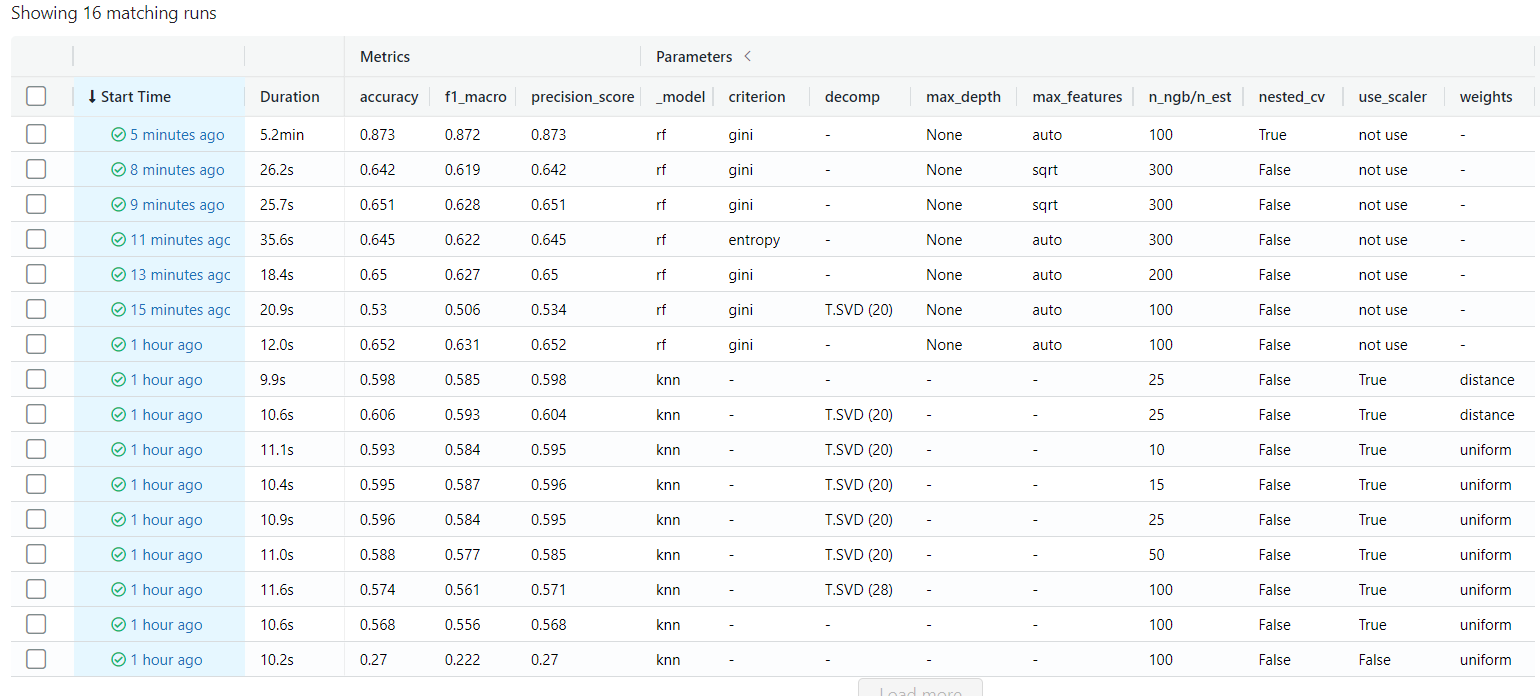 Showing 16 matching runs
Metrics Parameters <
↓ Start Time Duration accuracy f1_macro precision_score _model criterion decomp max_depth max_features n_ngb/n_est nested_cv use_scaler weights
5 minutes ago 5.2min 0.873 0.872 0.873 rf gini - None auto 100 True not use -
8 minutes ago 26.2s 0.642 0.619 0.642 rf gini - None sqrt 300 False not use -
9 minutes ago 25.7s 0.651 0.628 0.651 rf gini - None sqrt 300 False not use -
11 minutes agc 35.6s 0.645 0.622 0.645 rf entropy - None auto 300 False not use -
13 minutes agc 18.4s 0.65 0.627 0.65 rf gini - None auto 200 False not use -
15 minutes agc 20.9s 0.53 0.506 0.534 rf gini T.SVD (20) None auto 100 False not use -
1 hour ago 12.0s 0.652 0.631 0.652 rf gini - None auto 100 False not use -
1 hour ago 9.9s 0.598 0.585 0.598 knn - - - - 25 False True distance
1 hour ago 10.6s 0.606 0.593 0.604 knn - T.SVD (20) - - 25 False True distance
1 hour ago 11.1s 0.593 0.584 0.595 knn - T.SVD (20) - - 10 False True uniform
1 hour ago 10.4s 0.595 0.587 0.596 knn - T.SVD (20) - - 15 False True uniform
1 hour ago 10.9s 0.596 0.584 0.595 knn - T.SVD (20) - - 25 False True uniform
1 hour ago 11.0s 0.588 0.577 0.585 knn - T.SVD (20) - - 50 False True uniform
1 hour ago 11.6s 0.574 0.561 0.571 knn - T.SVD (28) - - 100 False True uniform
1 hour ago 10.6s 0.568 0.556 0.568 knn - - - - 100 False True uniform
1 hour ago 10.2s 0.27 0.222 0.27 knn - - - - 100 False False uniform
Load more